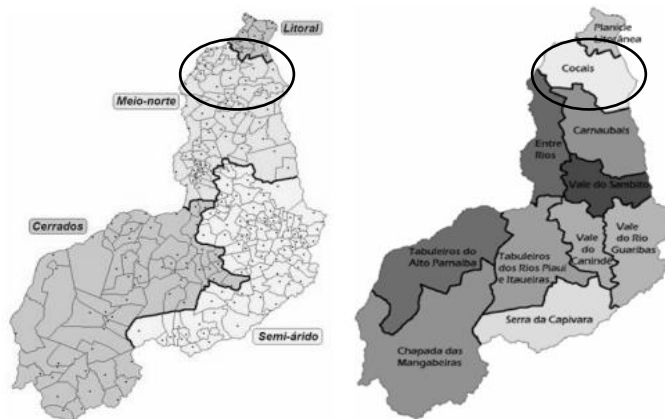 Litoral
Meio-norte
Cerrados
Semi-árido
Planície
Litorânea
Cocais
Carnaubais
Entre
Rios
Vale do Sambito
Tabuleiros do
Alto Parnaíba
Tabuleiros
dos Rios Piauí
e Itaueiras
Vale
do
Canindé
Vale
do Rio
Guaribas
Serra da Capivara
Chapada das
Mangabeiras